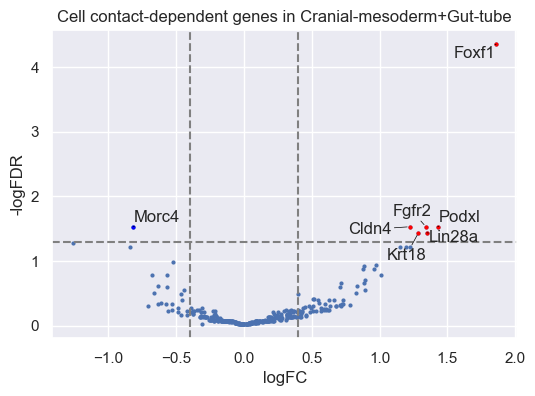 Cell contact-dependent genes in Cranial-mesoderm+Gut-tube
Foxf1
4
3
-logFDR
2
Morc4
Fgfr2
Podxl
Cldn4
Lin28a
Krt18
1
0
−1.0
−0.5
0.0
0.5
1.0
1.5
2.0
logFC